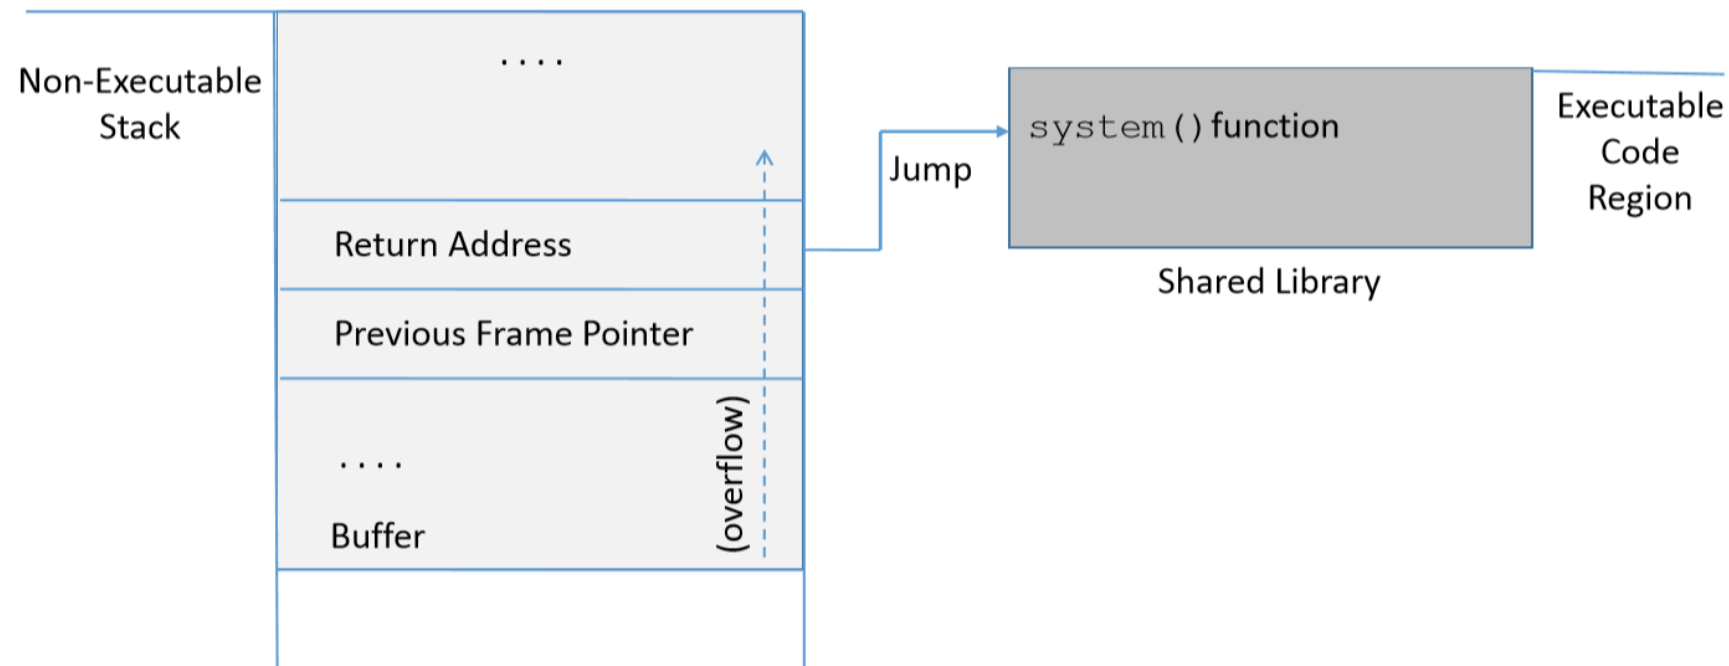 Non-Executable
Stack
....
Return Address
Previous Frame Pointer
....
Buffer
(overflow)
Jump
system() function
Shared Library
Executable
Code
Region